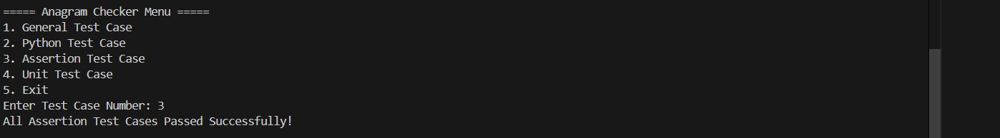 ===== Anagram Checker Menu =====
1. General Test Case
2. Python Test Case
3. Assertion Test Case
4. Unit Test Case
5. Exit
Enter Test Case Number: 3
All Assertion Test Cases Passed Successfully!